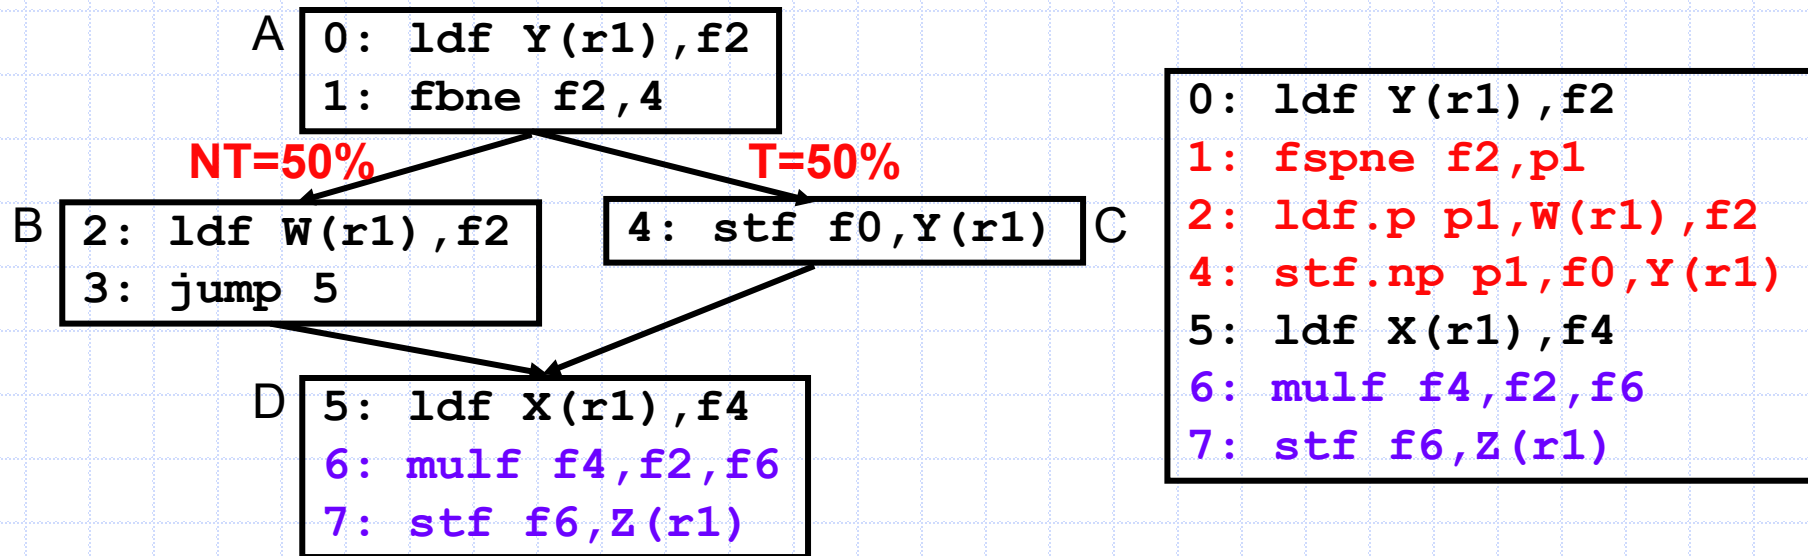 A
0: ldf Y(r1),f2
1: fbne f2,4
NT=50%
T=50%
B
2: ldf W(r1),f2
3: jump 5
4: stf f0,Y(r1)
C
D
5: ldf X(r1),f4
6: mulf f4,f2,f6
7: stf f6,Z(r1)
0: ldf Y(r1),f2
1: fspne f2,p1
2: ldf.p p1,W(r1),f2
4: stf.np p1,f0,Y(r1)
5: ldf X(r1),f4
6: mulf f4,f2,f6
7: stf f6,Z(r1)